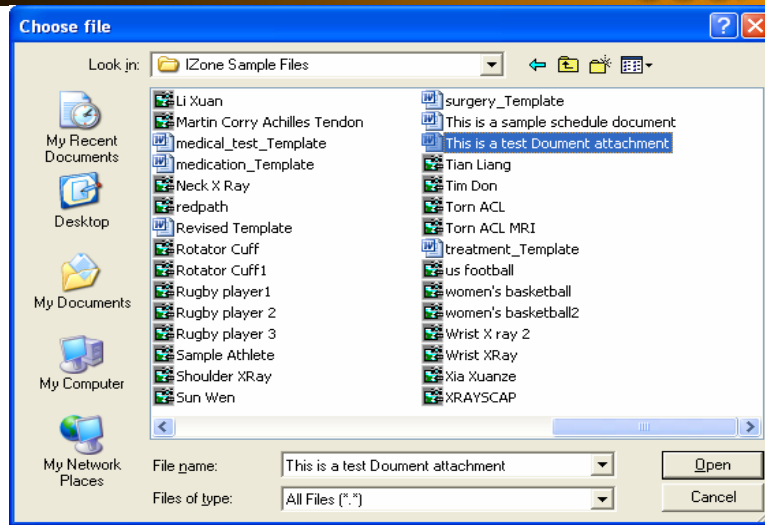 Choose file
Look in:
IZone Sample Files
My Recent
Documents
Desktop
My Documents
My Computer
My Network
Places
Li Xuan
Martin Corry Achilles Tendon
medical_test_Template
medication_Template
Neck X Ray
redpath
Revised Template
Rotator Cuff
Rotator Cuff1
Rugby player1
Rugby player 2
Rugby player 3
Sample Athlete
Shoulder XRay
Sun Wen
surgery_Template
This is a sample schedule document
This is a test Doument attachment
Tian Liang
Tim Don
Torn ACL
Torn ACL MRI
treatment_Template
us football
women's basketball
women's basketball2
Wrist X ray 2
Wrist XRay
Xia Xuanze
XRAYSCAP
File name:
This is a test Doument attachment
Open
Files of type:
All Files (*.*)
Cancel